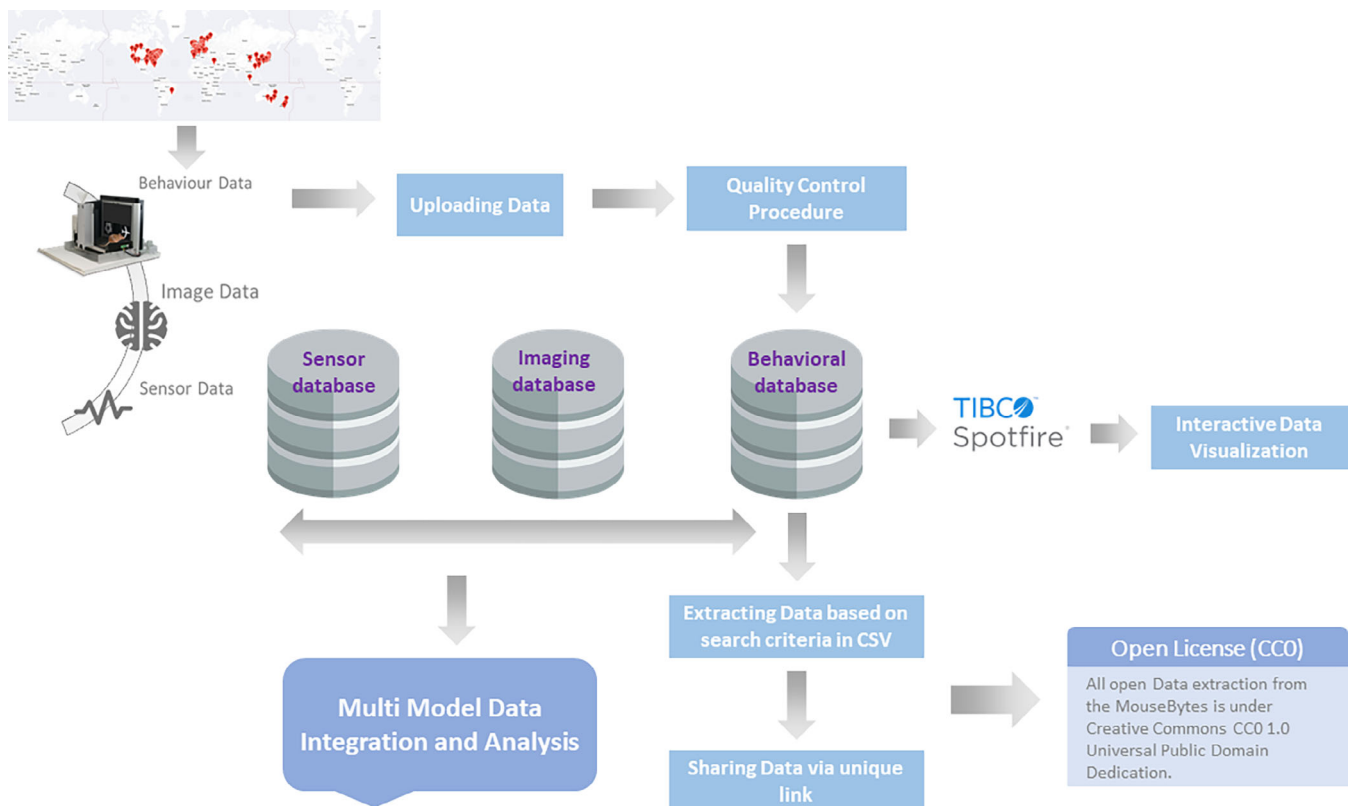 Behaviour Data
Uploading Data
Quality Control
Procedure
Image Data
Sensor Data
Sensor
database
Imaging
database
Behavioral
database
TIBCO™
Spotfire®
Interactive Data
Visualization
Extracting Data based on
search criteria in CSV
Multi Model Data
Integration and Analysis
Sharing Data via unique
link
Open License (CC0)
All open Data extraction from
the MouseBytes is under
Creative Commons CC0 1.0
Universal Public Domain
Dedication.